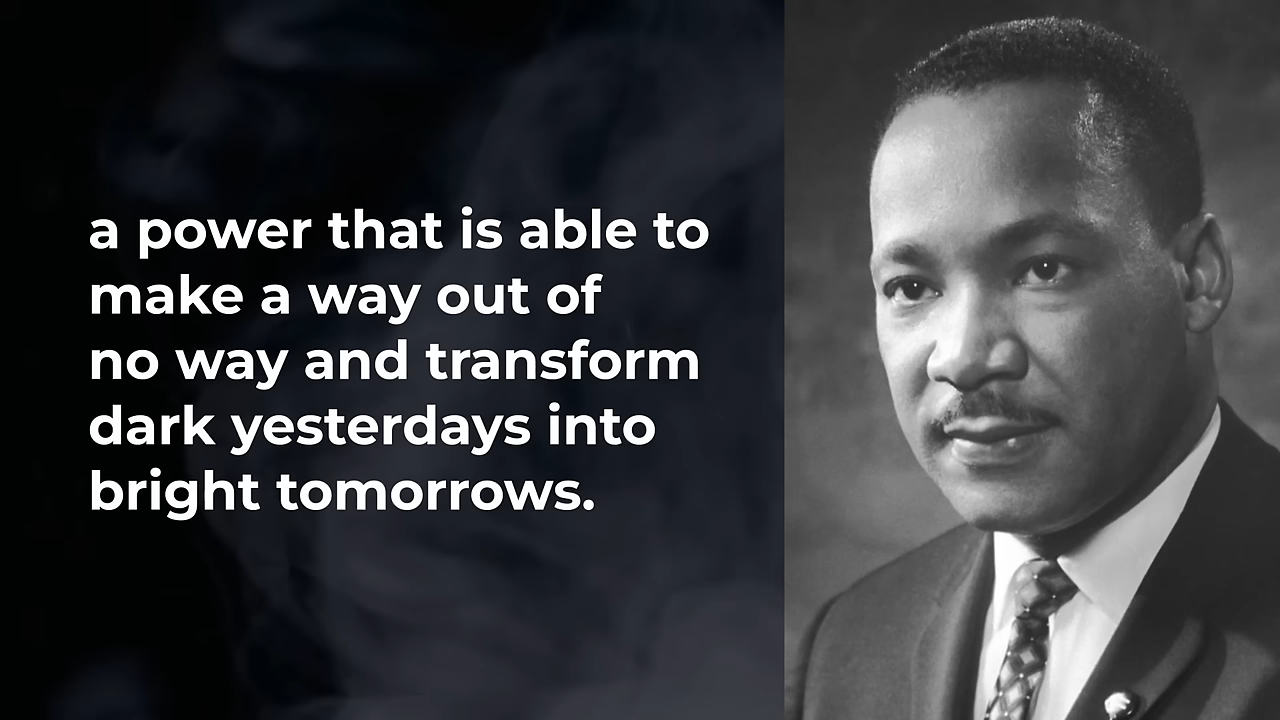 a power that is able to
make a way out of
no way and transform
dark yesterdays into
bright tomorrows.